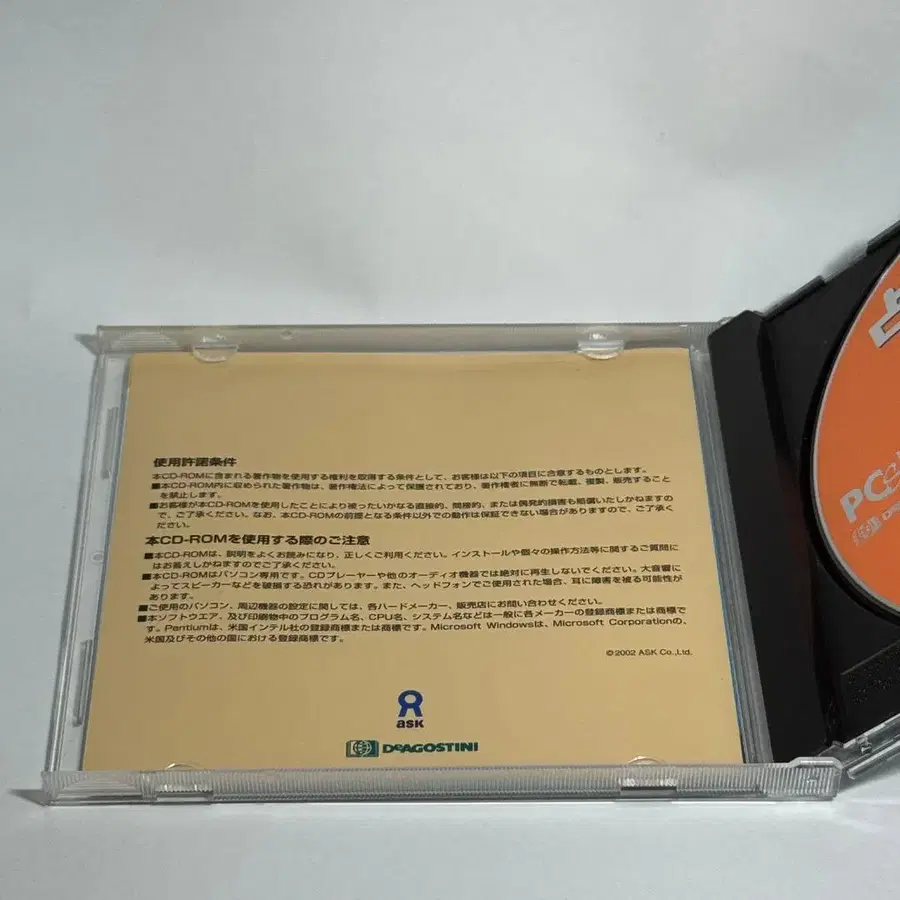 使用許諾条件
本CD-ROMに含まれる著作物を使用する権利を取得する条件として、お客様は以下の項目に合意するものとします。
■本CD-ROM内に収められた著作物は、著作権法によって保護されており、著作権者に無断で転載、複製、販売すること
を禁止します。
■お客様が本CD-ROMを使用したことにより被ったいかなる直接的、間接的、または偶発的損害も賠償いたしかねますの
で、ご了承ください。なお、本CD-ROMの前提となる条件以外での動作は保証できない場合がありますので、ご了承く
ださい。
本CD-ROMを使用する際のご注意
■本CD-ROMは、説明をよくお読みになり、正しくご利用ください。インストールや個々の操作方法等に関するご質問に
はお答えしかねますのでご了承ください。
■本CD-ROMはパソコン専用です。CDプレーヤーや他のオーディオ機器では絶対に再生しないでください。大音響に
よってスピーカーなどを破損する恐れがあります。また、ヘッドフォンでご使用された場合、耳に障害を被る可能性が
あります。
■ご使用のパソコン、周辺機器の設定に関しては、各ハードメーカー、販売店にお問い合わせください。
■本ソフトウエア、及び印刷物中のプログラム名、CPU名、システム名などは一般に各メーカーの登録商標または商標で
す。Pentiumは、米国インテル社の登録商標または商標です。Microsoft Windowsは、Microsoft Corporationの、
米国及びその他の国における登録商標です。
©2002 ASK Co.,Ltd.
ask
DeAGOSTINI
占
PC